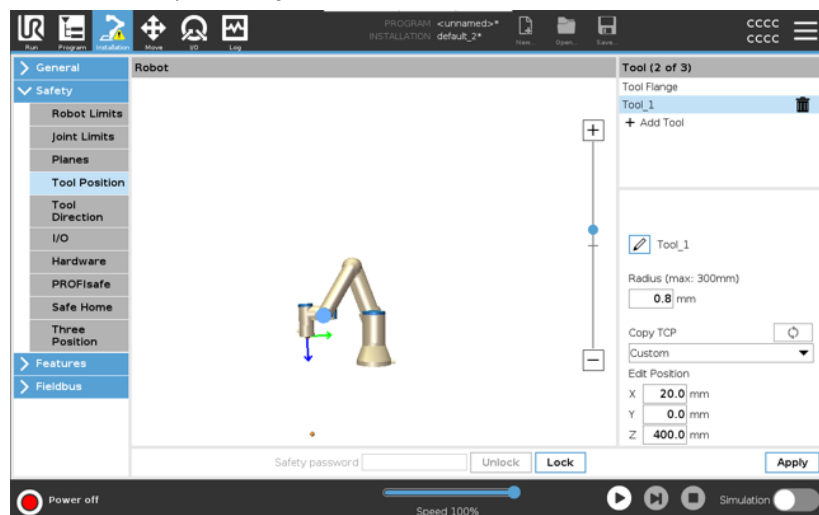 PROGRAM <unnamed>*
INSTALLATION default_2*
Run Program Installation Move I/O Log New... Open... Save...
CCCC
CCCC
General
Safety
Robot Limits
Joint Limits
Planes
Tool Position
Tool
Direction
I/O
Hardware
PROFIsafe
Safe Home
Three
Position
Features
Fieldbus
Robot
Tool (2 of 3)
Tool Flange
Tool_1
+ Add Tool
Tool_1
Radius (max: 300mm)
0.8 mm
Copy TCP
Custom
Edit Position
X 20.0 mm
Y 0.0 mm
Z 400.0 mm
Safety password Unlock Lock Apply
Power off
Speed 100%
Simulation